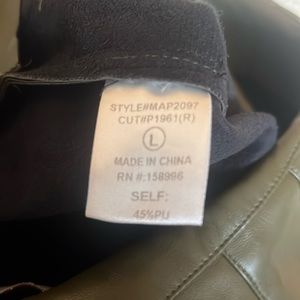 STYLE#MAP2097
CUT#P1961(R)
L
MADE IN CHINA
RN #:158996
SELF:
45%PU